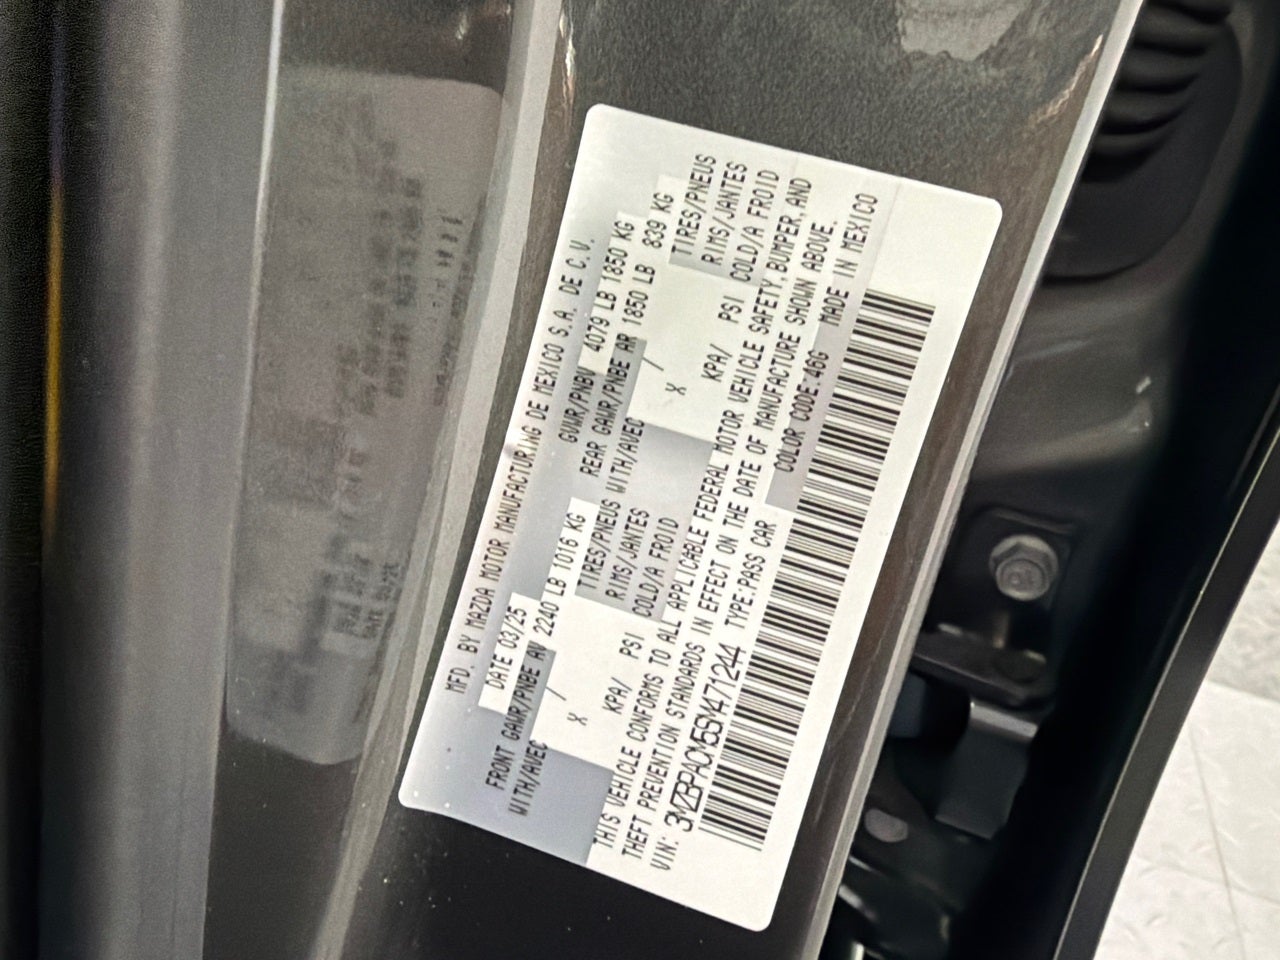 MFD. BY MAZDA MOTOR MANUFACTURING DE MEXICO S.A. DE C.V.
DATE 03/25 GVWR/PNBV 4079 LB 1850 KG
FRONT GAWR/PNBE AV 2240 LB 1016 KG REAR GAWR/PNBE AR 1850 LB 839 KG
WITH/AVEC / TIRES/PNEUS WITH/AVEC / TIRES/PNEUS
X RIMS/JANTES X RIMS/JANTES
KPA/ PSI COLD/A FROID KPA/ PSI COLD/A FROID
THIS VEHICLE CONFORMS TO ALL APPLICABLE FEDERAL MOTOR VEHICLE SAFETY, BUMPER, AND
THEFT PREVENTION STANDARDS IN EFFECT ON THE DATE OF MANUFACTURE SHOWN ABOVE.
VIN: 3MZBPACM5SM471244 TYPE:PASS CAR COLOR CODE:46G MADE IN MEXICO